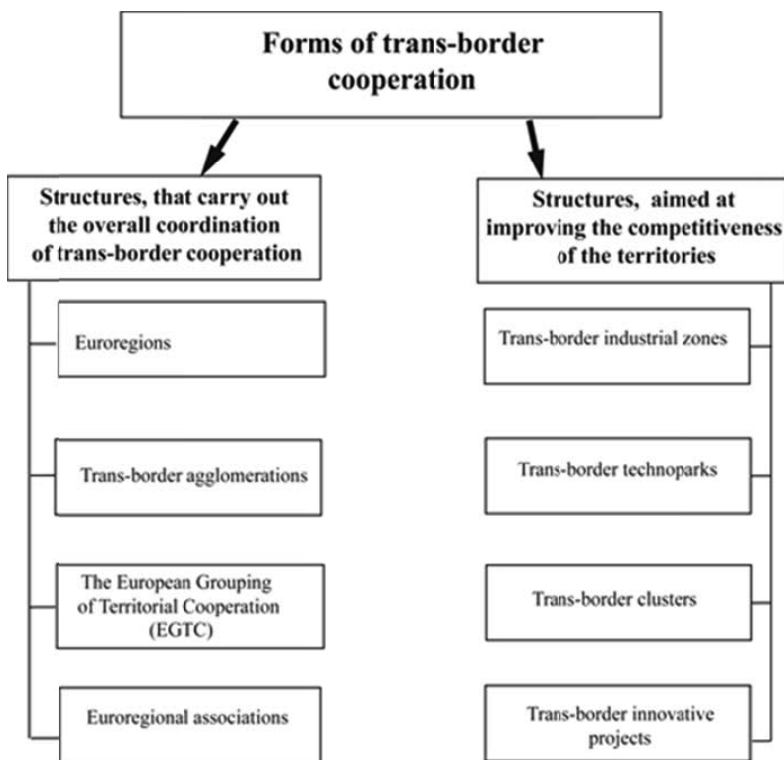 Forms of trans-border
cooperation
Structures, that carry out
the overall coordination
of trans-border cooperation
Euroregions
Trans-border agglomerations
The European Grouping
of Territorial Cooperation
(EGTC)
Euroregional associations
Structures, aimed at
improving the competitiveness
of the territories
Trans-border industrial zones
Trans-border technoparks
Trans-border clusters
Trans-border innovative
projects